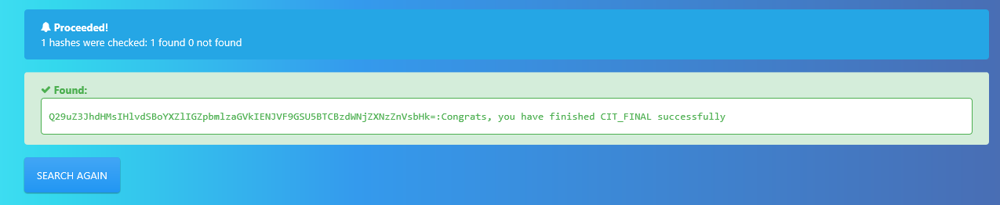 Proceeded!
1 hashes were checked: 1 found 0 not found
Found:
Q29uZ3JhdHMsIHlvdSBoYXZlIGZpbmlzaGVkIENJVF9GSU5BTCBzdWNjZXNzZnVsbHk=:Congrats, you have finished CIT_FINAL successfully
SEARCH AGAIN